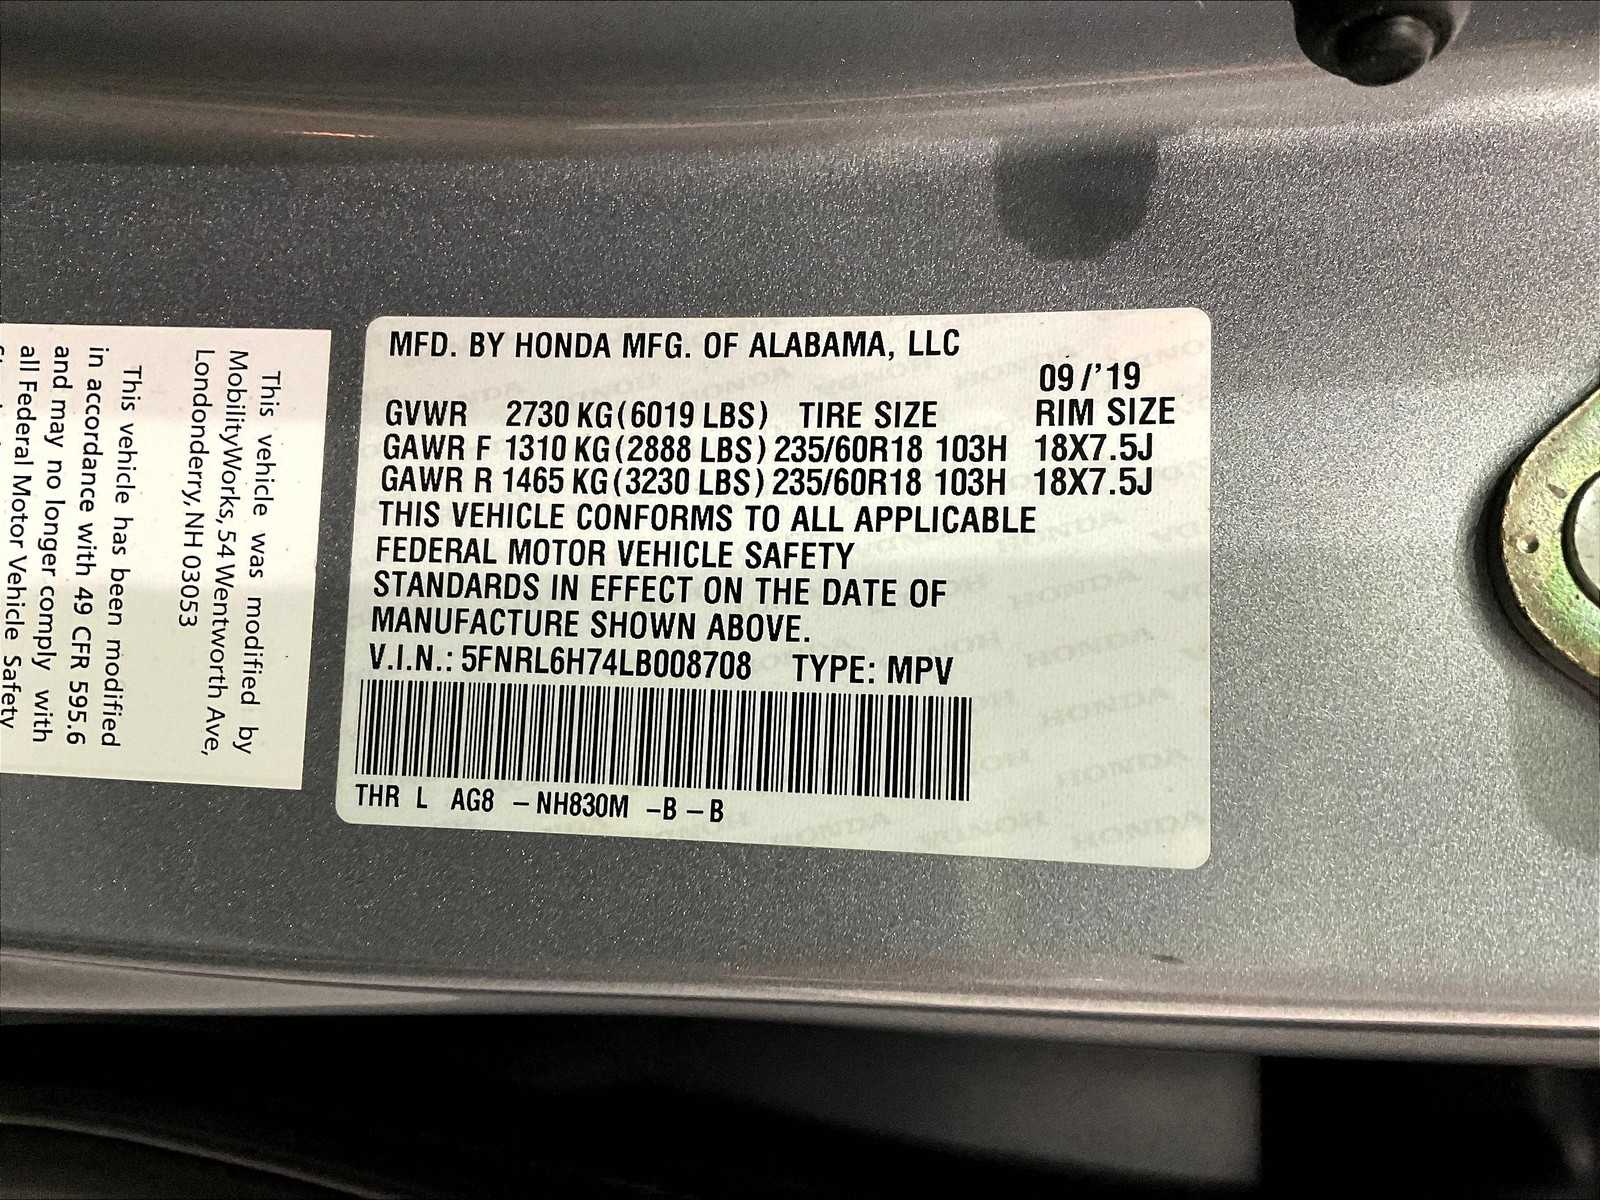 MFD. BY HONDA MFG. OF ALABAMA, LLC
09/'19
GVWR 2730 KG (6019 LBS) TIRE SIZE RIM SIZE
GAWR F 1310 KG (2888 LBS) 235/60R18 103H 18X7.5J
GAWR R 1465 KG (3230 LBS) 235/60R18 103H 18X7.5J
THIS VEHICLE CONFORMS TO ALL APPLICABLE
FEDERAL MOTOR VEHICLE SAFETY
STANDARDS IN EFFECT ON THE DATE OF
MANUFACTURE SHOWN ABOVE.
V.I.N.: 5FNRL6H74LB008708 TYPE: MPV
THR L AG8 – NH830M –B – B
This vehicle was modified by
MobilityWorks, 54 Wentworth Ave,
Londonderry, NH 03053
This vehicle has been modified
in accordance with 49 CFR 595.6
and may no longer comply with
all Federal Motor Vehicle Safety